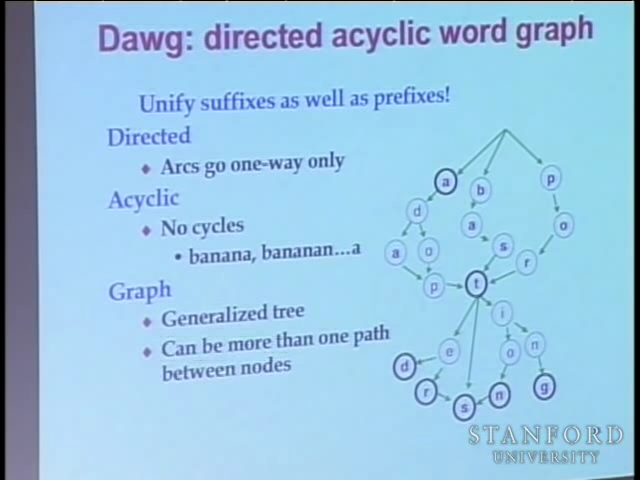 Dawg: directed acyclic word graph
Unify suffixes as well as prefixes!
Directed
Arcs go one-way only
Acyclic
No cycles
banana, bananan...a
Graph
Generalized tree
Can be more than one path
between nodes
a
b
p
d
a
o
a
o
s
r
p
t
i
e
o
n
d
r
s
n
g
STANFORD
UNIVERSITY